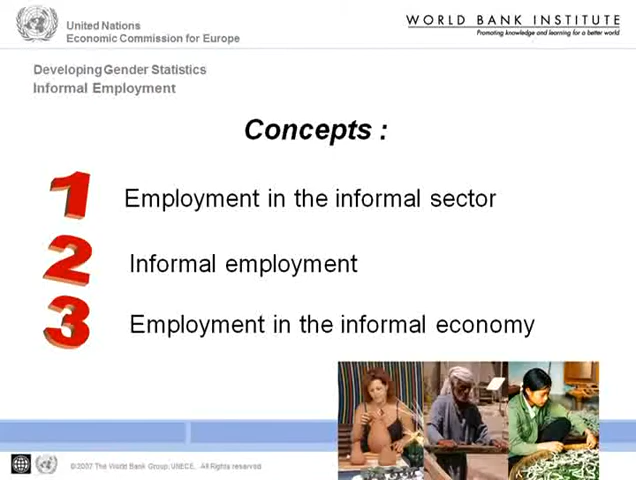 United Nations
Economic Commission for Europe
WORLD BANK INSTITUTE
Promoting knowledge and learning for a better world
Developing Gender Statistics
Informal Employment
Concepts :
1 Employment in the informal sector
2 Informal employment
3 Employment in the informal economy
©2007 The World Bank Group, UNECE, All Rights reserved